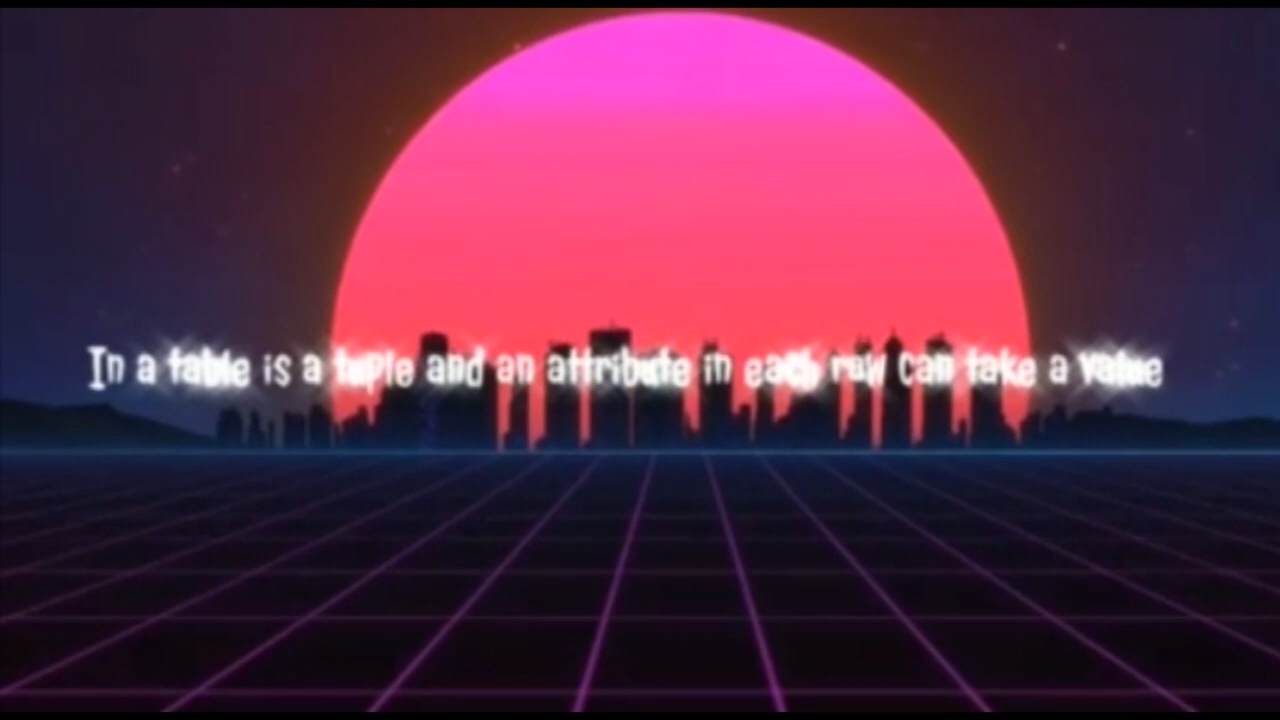 In a table is a tuple and an attribute in each row can take a value